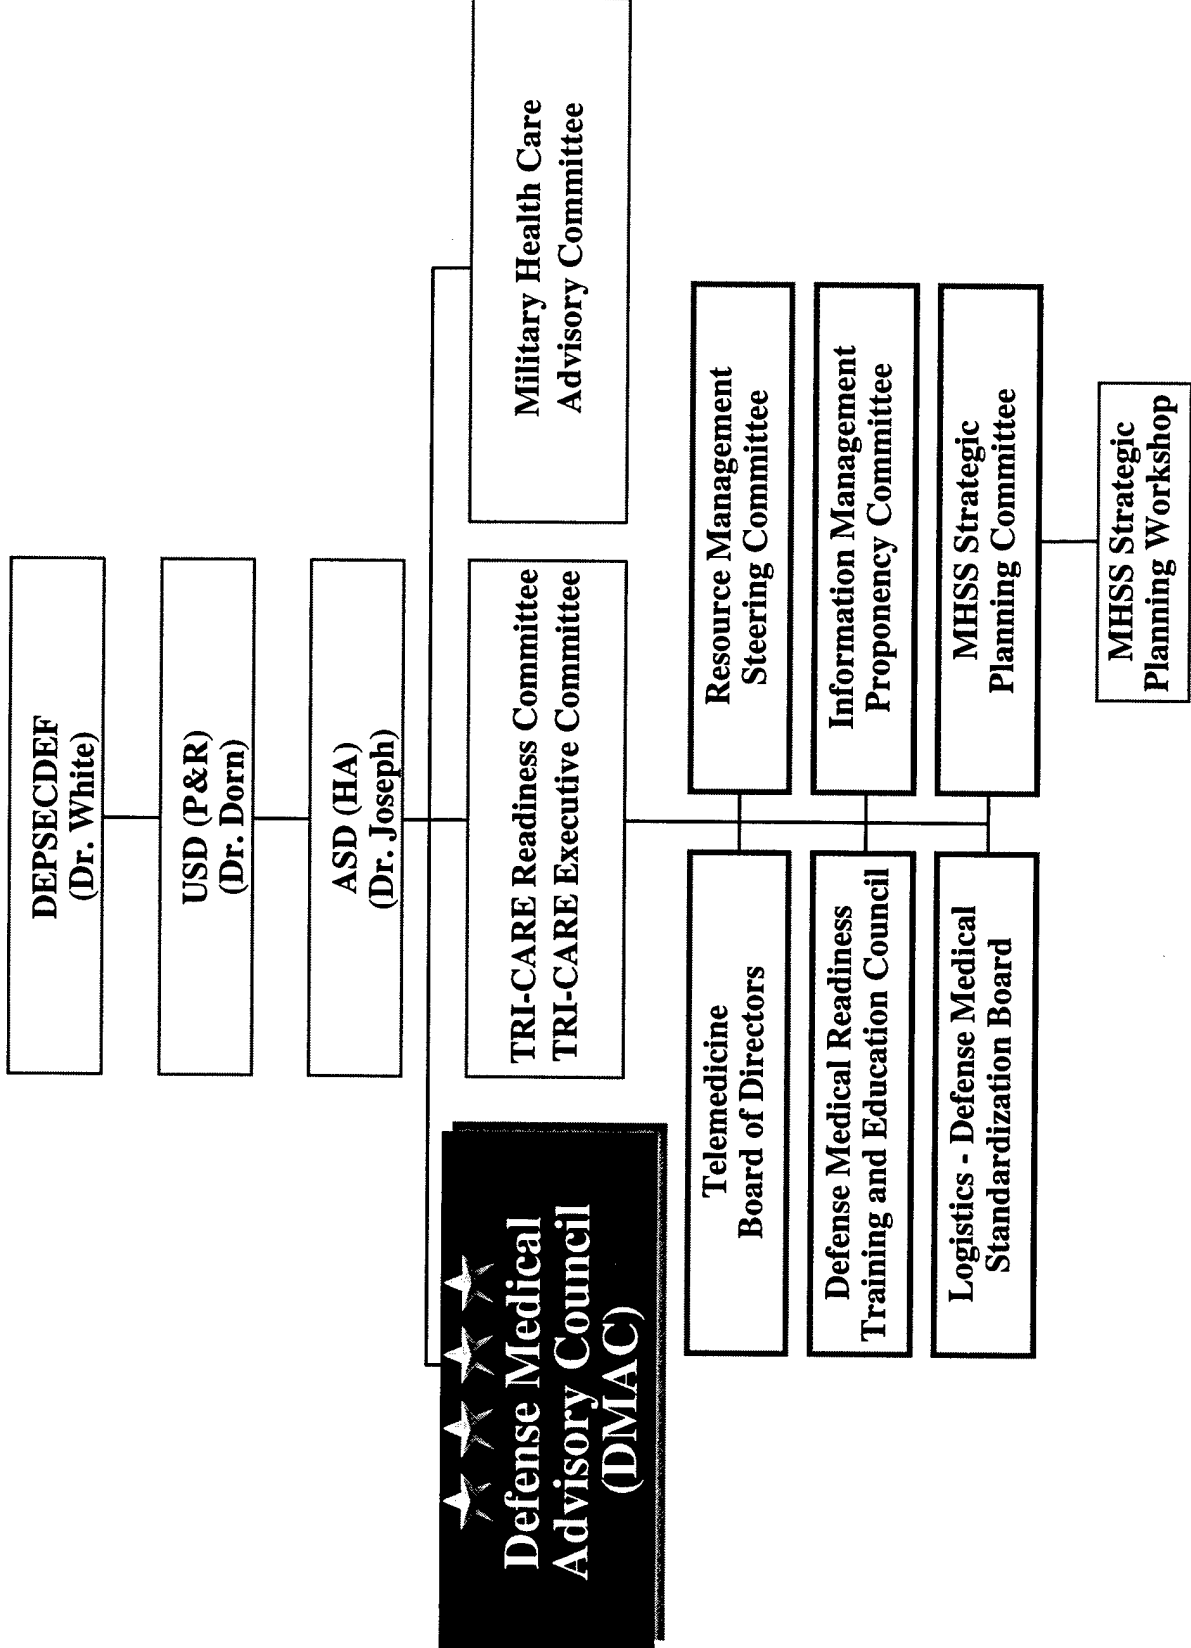 DEPSECDEF
(Dr. White)
USD (P&R)
(Dr. Dorn)
ASD (HA)
(Dr. Joseph)
Defense Medical
Advisory Council
(DMAC)
TRI-CARE Readiness Committee
TRI-CARE Executive Committee
Military Health Care
Advisory Committee
Telemedicine
Board of Directors
Resource Management
Steering Committee
Defense Medical Readiness
Training and Education Council
Information Management
Proponency Committee
Logistics - Defense Medical
Standardization Board
MHSS Strategic
Planning Committee
MHSS Strategic
Planning Workshop